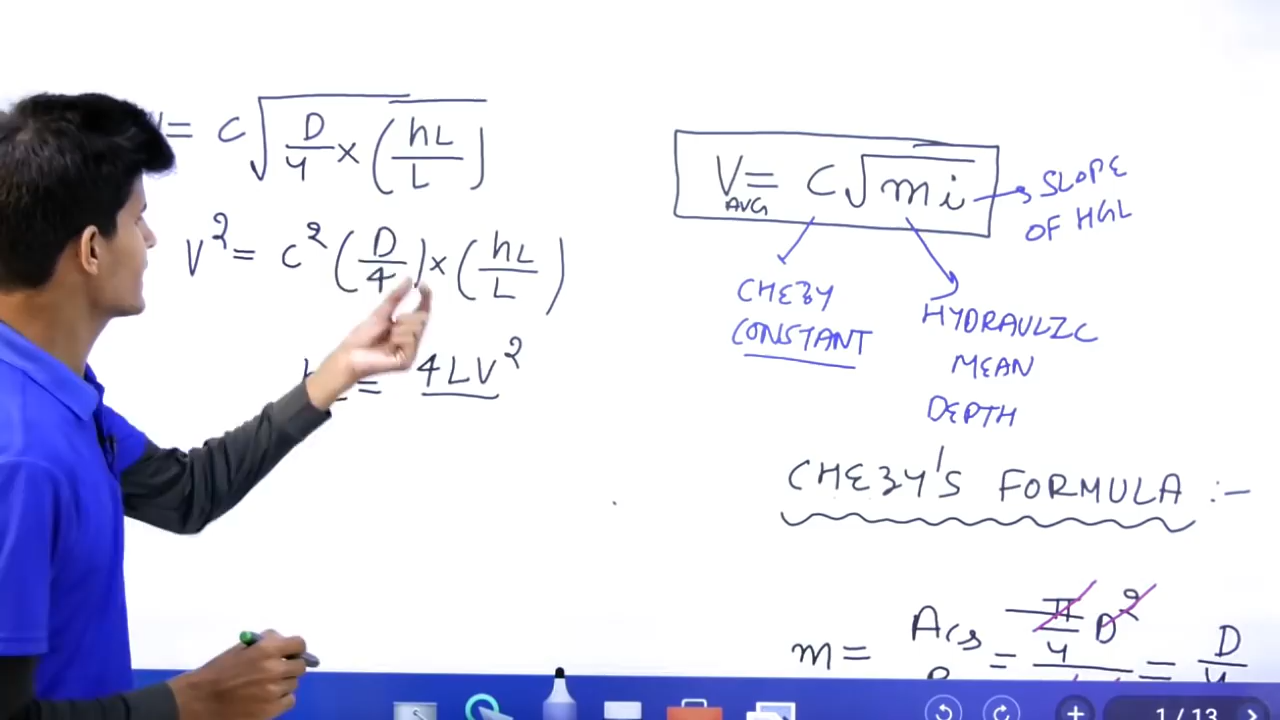 = C√(D/4 × (hL/L))
V² = C² (D/4) × (hL/L)
= 4LV²
V AVG = C√mi
SLOPE
OF HGL
CHEZY
CONSTANT
HYDRAULIC
MEAN
DEPTH
CHEZY'S FORMULA :-
m = Acs = π/4 D² = D
1 / 13